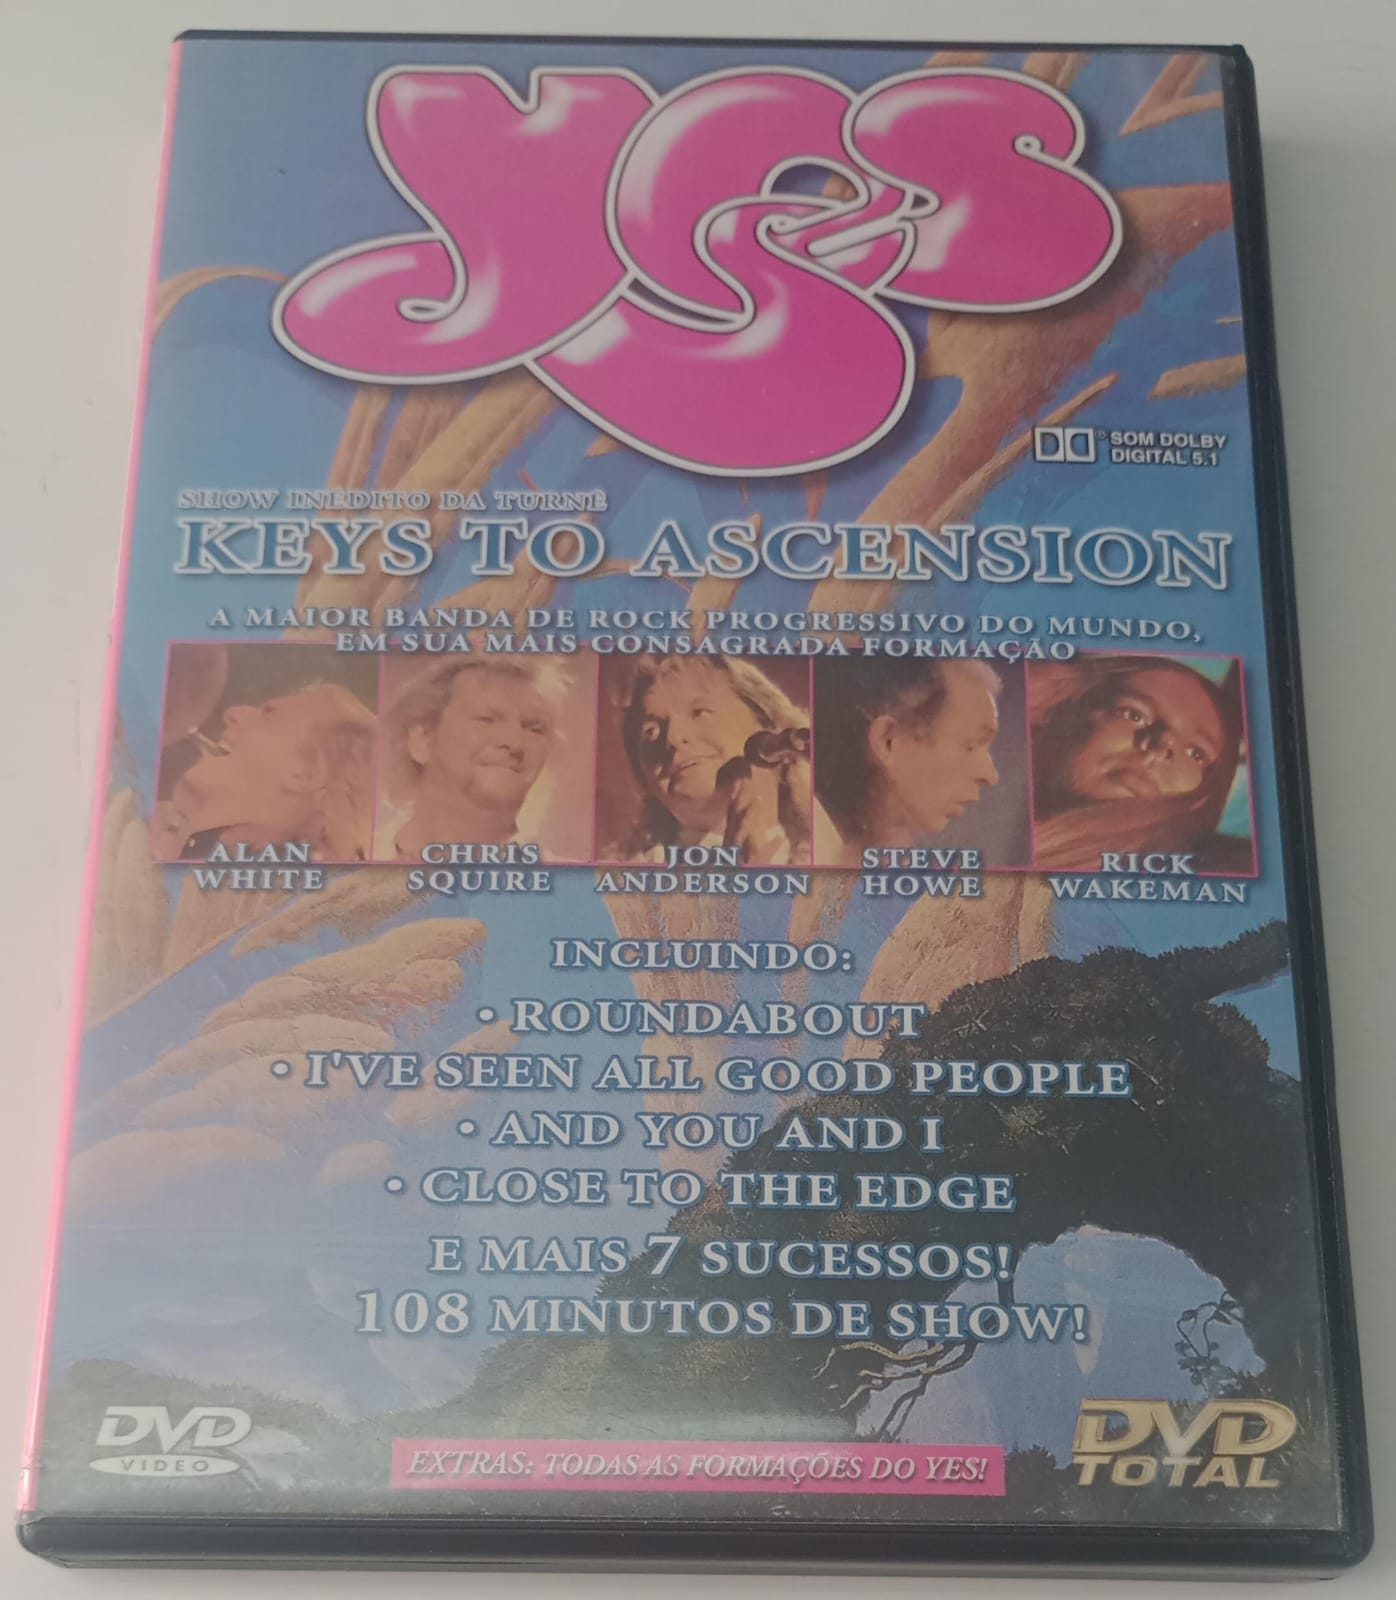 yes
SOM DOLBY
DIGITAL 5.1
SHOW INÉDITO DA TURNÊ
KEYS TO ASCENSION
A MAIOR BANDA DE ROCK PROGRESSIVO DO MUNDO,
EM SUA MAIS CONSAGRADA FORMAÇÃO
ALAN
WHITE
CHRIS
SQUIRE
JON
ANDERSON
STEVE
HOWE
RICK
WAKEMAN
INCLUINDO:
• ROUNDABOUT
• I'VE SEEN ALL GOOD PEOPLE
• AND YOU AND I
• CLOSE TO THE EDGE
E MAIS 7 SUCESSOS!
108 MINUTOS DE SHOW!
DVD
VIDEO
EXTRAS: TODAS AS FORMAÇÕES DO YES!
DVD
TOTAL